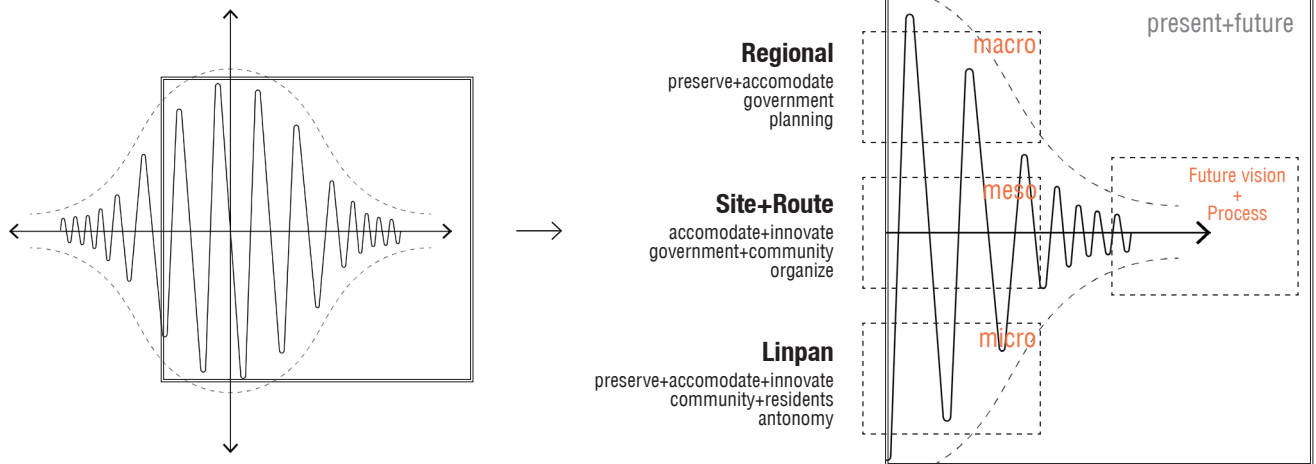 present+future
Regional
preserve+accomodate
government
planning
macro
Site+Route
accomodate+innovate
government+community
organize
meso
Future vision
+
Process
Linpan
preserve+accomodate+innovate
community+residents
antonomy
micro